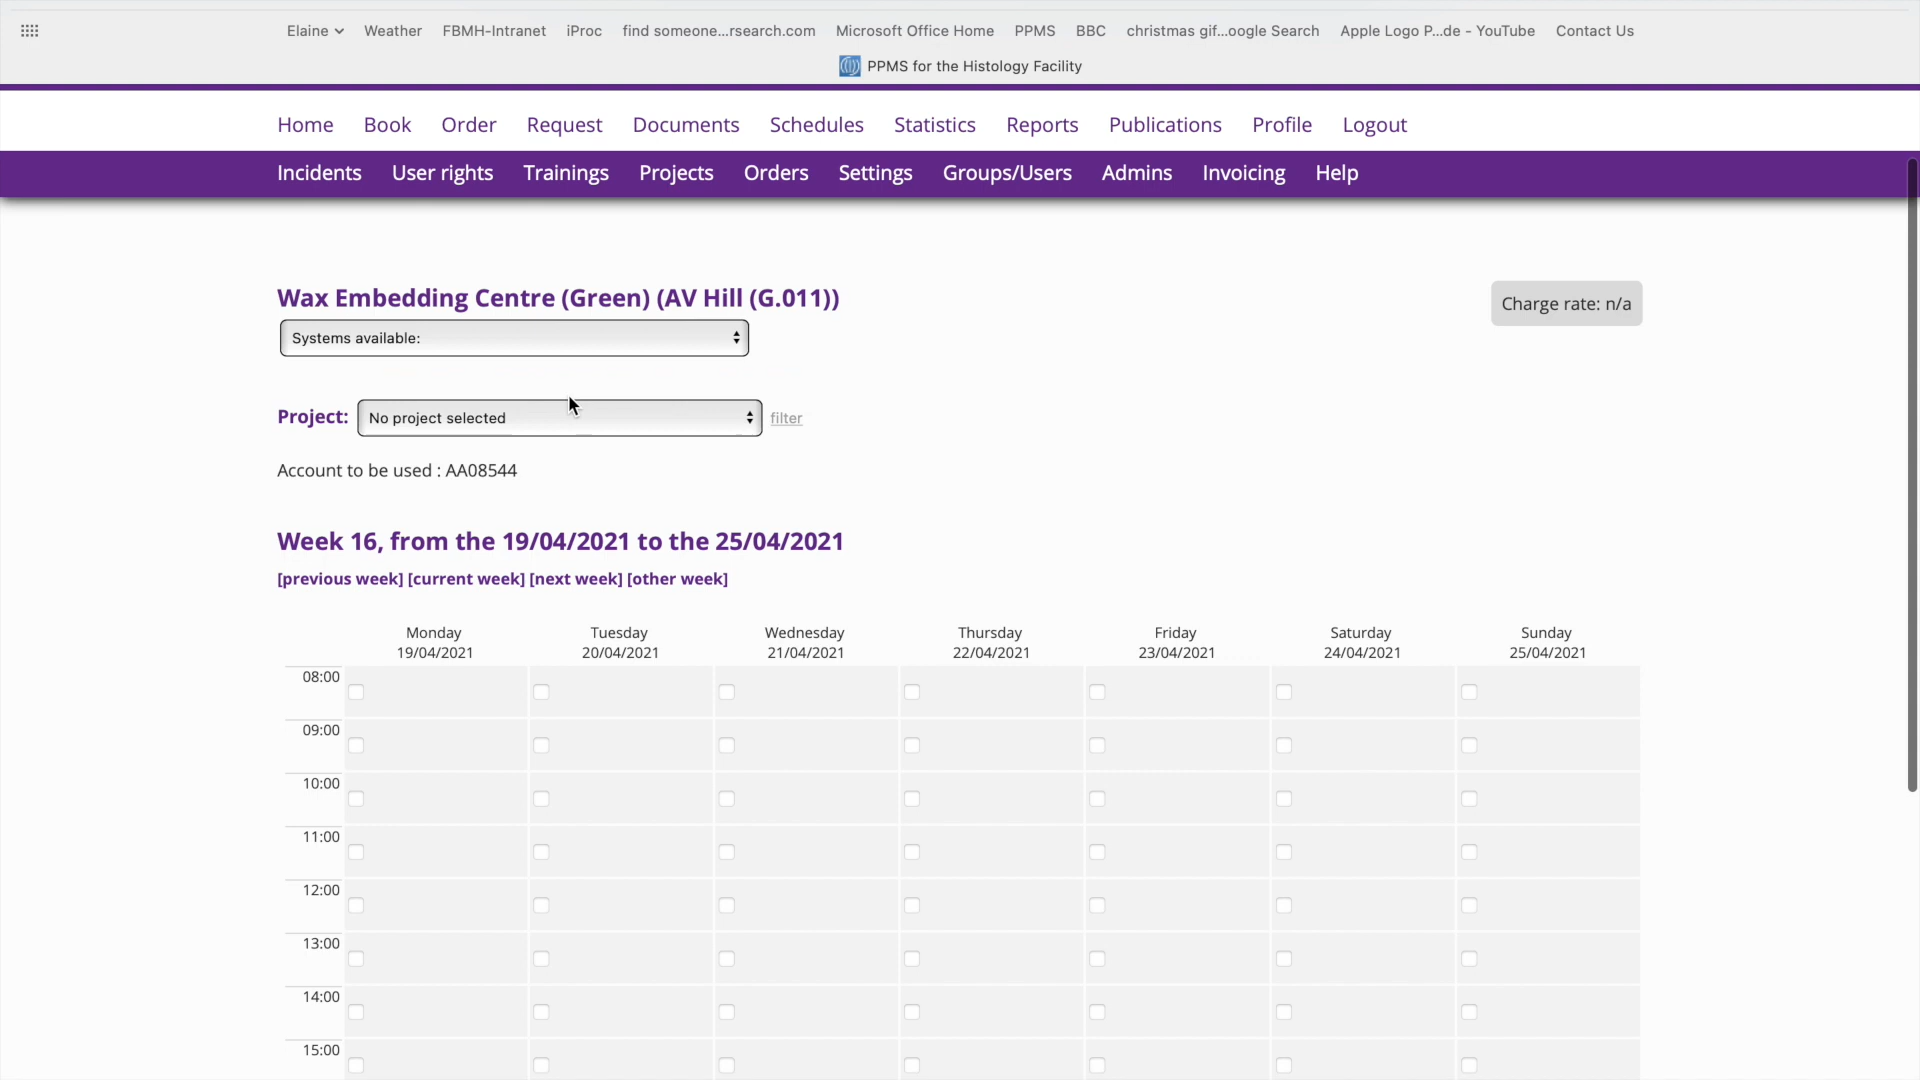 Elaine Weather FBMH-Intranet iProc find someone...rsearch.com Microsoft Office Home PPMS BBC christmas gif...oogle Search Apple Logo P...de - YouTube Contact Us
PPMS for the Histology Facility
Home Book Order Request Documents Schedules Statistics Reports Publications Profile Logout
Incidents User rights Trainings Projects Orders Settings Groups/Users Admins Invoicing Help
Wax Embedding Centre (Green) (AV Hill (G.011))
Charge rate: n/a
Systems available:
Project: No project selected filter
Account to be used : AA08544
Week 16, from the 19/04/2021 to the 25/04/2021
[previous week] [current week] [next week] [other week]
Monday Tuesday Wednesday Thursday Friday Saturday Sunday
19/04/2021 20/04/2021 21/04/2021 22/04/2021 23/04/2021 24/04/2021 25/04/2021
08:00
09:00
10:00
11:00
12:00
13:00
14:00
15:00